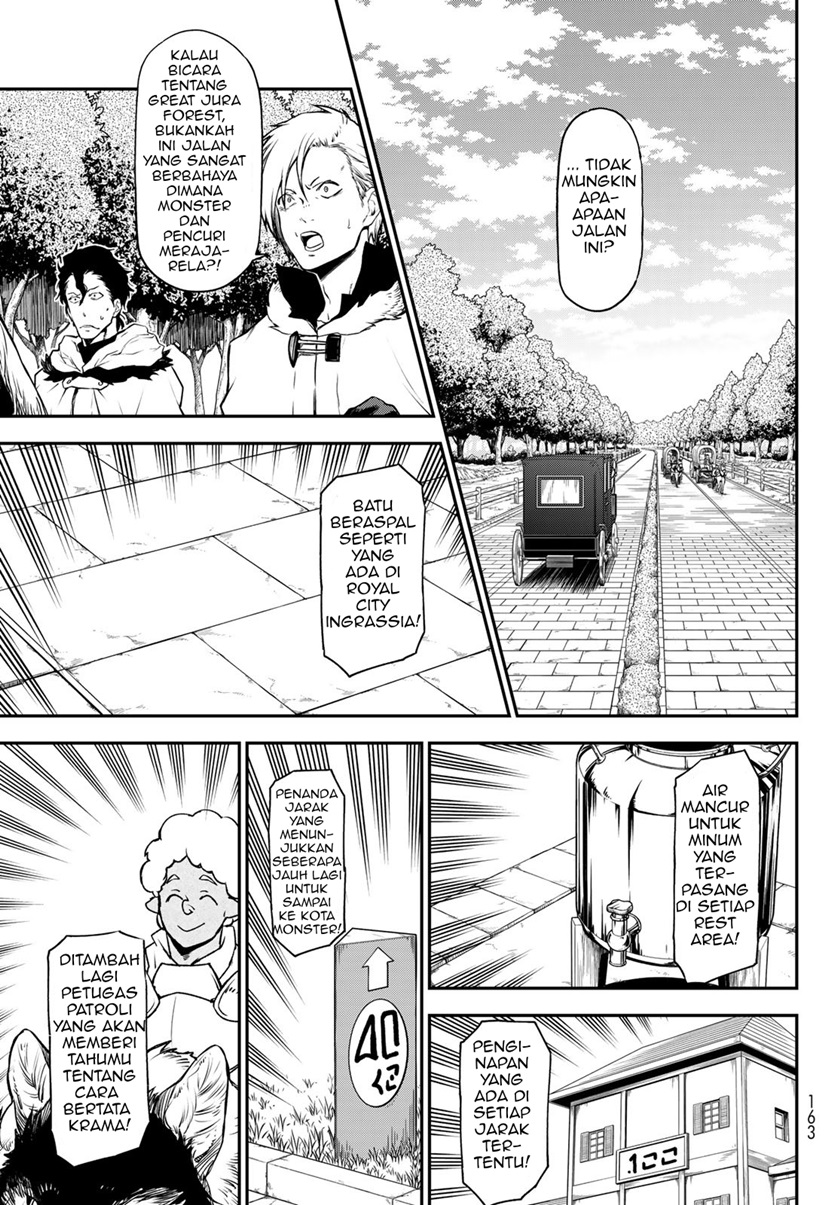 ... TIDAK
MUNGKIN
APA-
APAAN
JALAN
INI?
KALAU
BICARA
TENTANG
GREAT JURA
FOREST,
BUKANKAH
INI JALAN
YANG SANGAT
BERBAHAYA
DIMANA
MONSTER
DAN
PENCURI
MERAJA-
RELA?!
BATU
BERASPAL
SEPERTI
YANG
ADA DI
ROYAL
CITY
INGRASSIA!
AIR
MANCUR
UNTUK
MINUM
YANG
TER-
PASANG
DI SETIAP
REST
AREA!
PENGI-
NAPAN
YANG
ADA DI
SETIAP
JARAK
TER-
TENTU!
PENANDA
JARAK
YANG
MENUN-
JUKKAN
SEBERAPA
JAUH LAGI
UNTUK
SAMPAI
KE KOTA
MONSTER!
40
DITAMBAH
LAGI
PETUGAS
PATROLI
YANG AKAN
MEMBERI
TAHUMU
TENTANG
CARA
BERTATA
KRAMA!
163